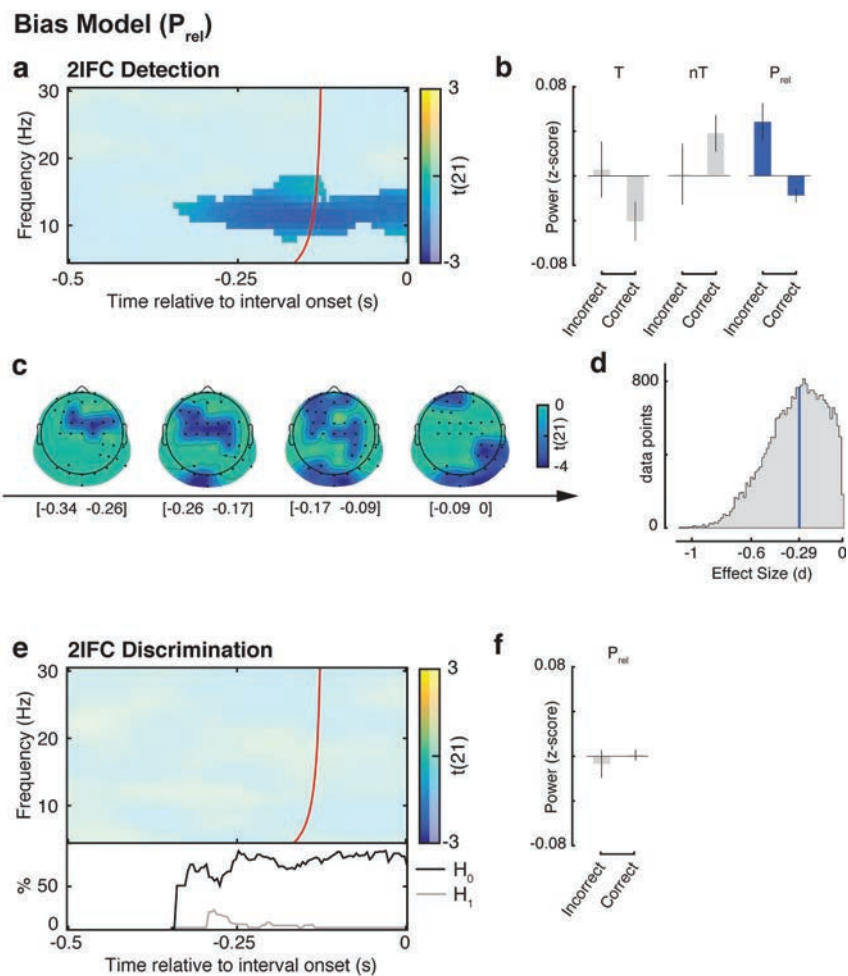 Bias Model (P_rel)
a 2IFC Detection
30
20
10
Frequency (Hz)
-0.5 -0.25 0
Time relative to interval onset (s)
3
-3
t(21)
b
T nT P_rel
0.08
-0.08
Power (z-score)
Incorrect Correct Incorrect Correct Incorrect Correct
c
0
-4
t(21)
[-0.34 -0.26] [-0.26 -0.17] [-0.17 -0.09] [-0.09 0]
d
800
0
data points
-1 -0.6 -0.29 0
Effect Size (d)
e 2IFC Discrimination
30
20
10
Frequency (Hz)
3
-3
t(21)
50
0
%
H_0
H_1
-0.5 -0.25 0
Time relative to interval onset (s)
f
P_rel
0.08
-0.08
Power (z-score)
Incorrect Correct